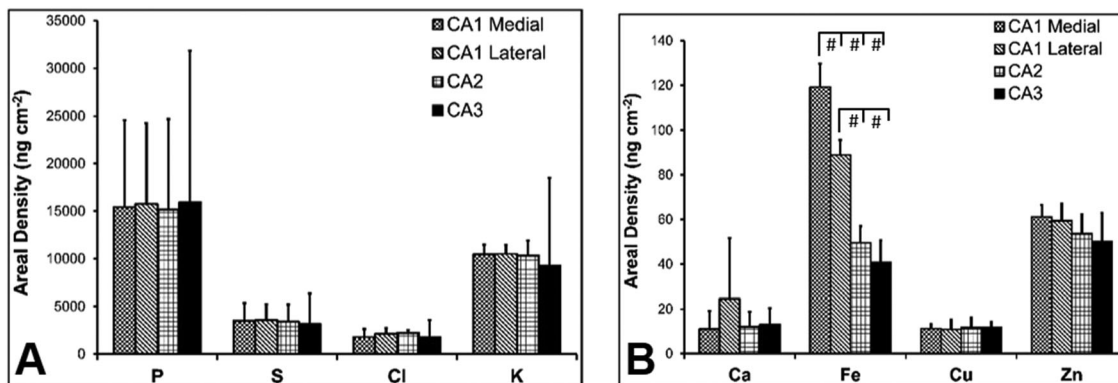 35000
30000
25000
20000
15000
10000
5000
0
Areal Density (ng cm-2)
CA1 Medial
CA1 Lateral
CA2
CA3
A
P S Cl K
140
120
100
80
60
40
20
0
Areal Density (ng cm-2)
# # #
# #
CA1 Medial
CA1 Lateral
CA2
CA3
B
Ca Fe Cu Zn